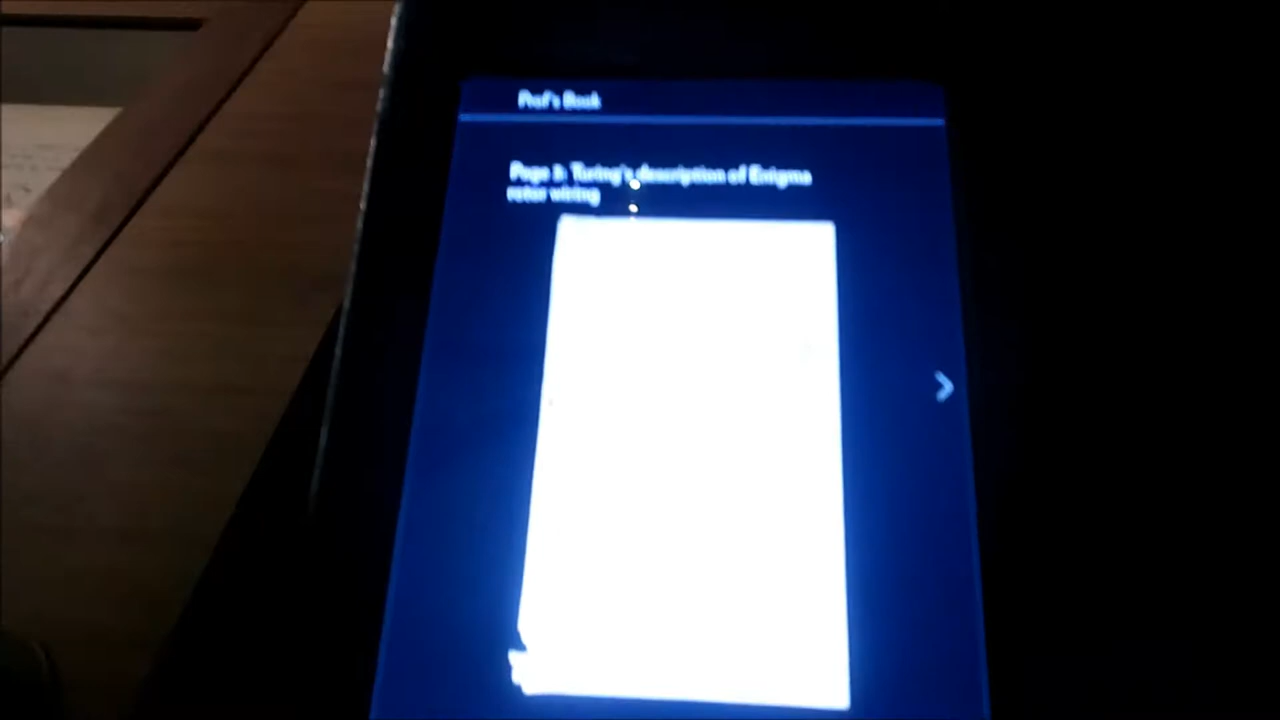 Prof's Book
Page 3: Turing's description of Enigma
rotor wiring